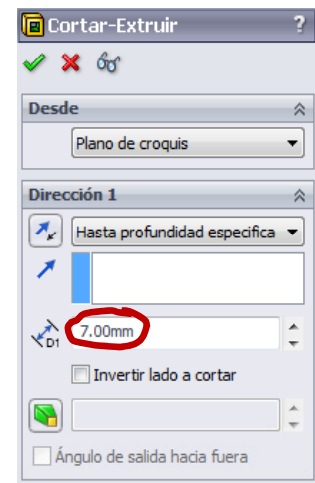 Cortar-Extruir ?
Desde
Plano de croquis
Dirección 1
Hasta profundidad especifica
D1 7.00mm
Invertir lado a cortar
Ángulo de salida hacia fuera